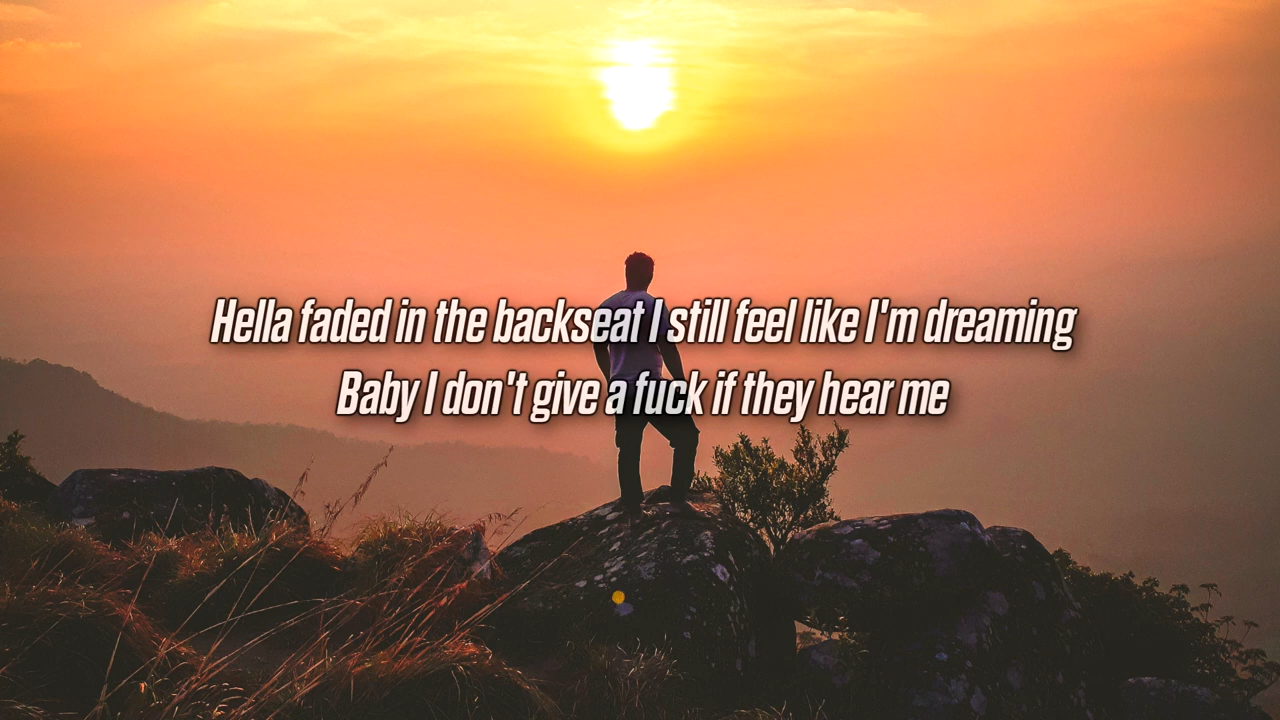 Hella faded in the backseat I still feel like I'm dreaming
Baby I don't give a fuck if they hear me